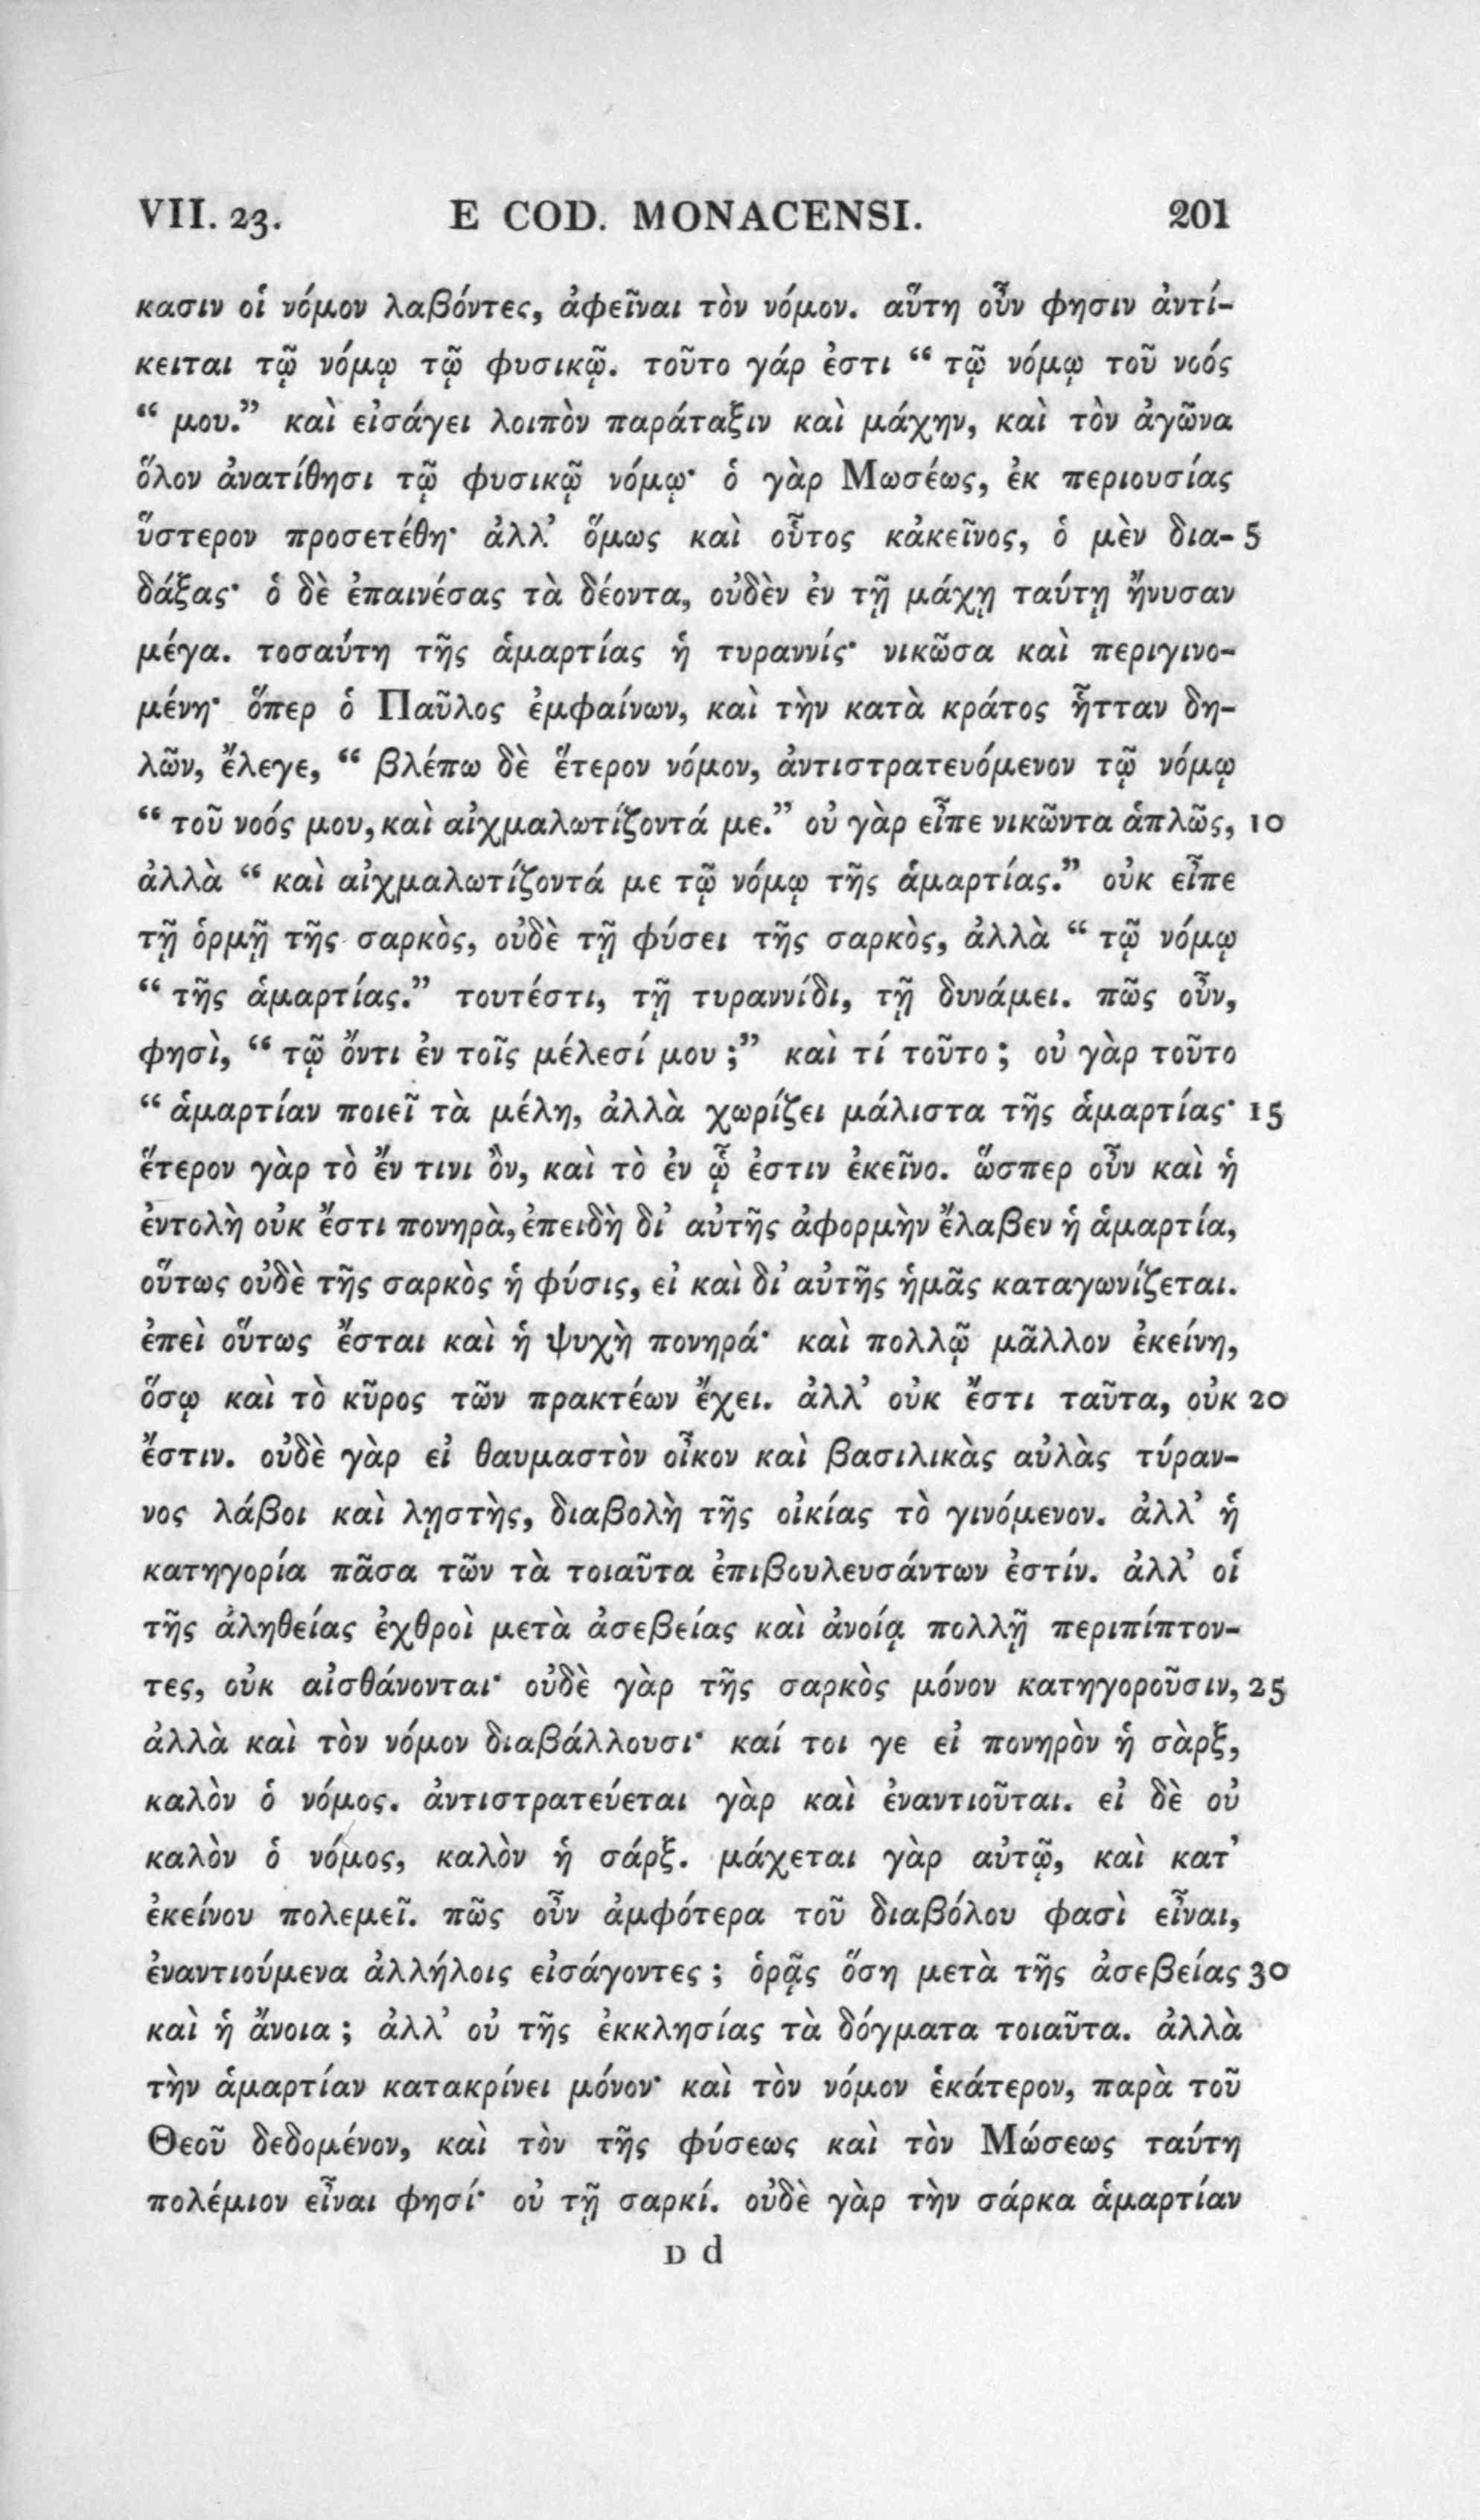 VII. 23. E COD. MONACENSI. 201
κασιν οἱ νόμον λαβόντες, ἀφεῖναι τὸν νόμον. αὕτη οὖν φησιν ἀντί-
κειται τῷ νόμῳ τῷ φυσικῷ. τοῦτο γάρ ἐστι “ τῷ νόμῳ τοῦ νοός
“ μου.” καὶ εἰσάγει λοιπὸν παράταξιν καὶ μάχην, καὶ τὸν ἀγῶνα
ὅλον ἀνατίθησι τῷ φυσικῷ νόμῳ· ὁ γὰρ Μωσέως, ἐκ περιουσίας
ὕστερον προσετέθη· ἀλλ’ ὅμως καὶ οὗτος κἀκεῖνος, ὁ μὲν δια- 5
δάξας· ὁ δὲ ἐπαινέσας τὰ δέοντα, οὐδὲν ἐν τῇ μάχῃ ταύτῃ ἤνυσαν
μέγα. τοσαύτη τῆς ἁμαρτίας ἡ τυραννίς· νικῶσα καὶ περιγινο-
μένη· ὅπερ ὁ Παῦλος ἐμφαίνων, καὶ τὴν κατὰ κράτος ἧτταν δη-
λῶν, ἔλεγε, “ βλέπω δὲ ἕτερον νόμον, ἀντιστρατευόμενον τῷ νόμῳ
“ τοῦ νοός μου, καὶ αἰχμαλωτίζοντά με.” οὐ γὰρ εἶπε νικῶντα ἁπλῶς, 10
ἀλλὰ “ καὶ αἰχμαλωτίζοντά με τῷ νόμῳ τῆς ἁμαρτίας.” οὐκ εἶπε
τῇ ὁρμῇ τῆς σαρκὸς, οὐδὲ τῇ φύσει τῆς σαρκὸς, ἀλλὰ “ τῷ νόμῳ
“ τῆς ἁμαρτίας.” τουτέστι, τῇ τυραννίδι, τῇ δυνάμει. πῶς οὖν,
φησὶ, “ τῷ ὄντι ἐν τοῖς μέλεσί μου ;” καὶ τί τοῦτο ; οὐ γὰρ τοῦτο
“ ἁμαρτίαν ποιεῖ τὰ μέλη, ἀλλὰ χωρίζει μάλιστα τῆς ἁμαρτίας· 15
ἕτερον γὰρ τὸ ἔν τινι ὂν, καὶ τὸ ἐν ᾧ ἐστιν ἐκεῖνο. ὥσπερ οὖν καὶ ἡ
ἐντολὴ οὐκ ἔστι πονηρὰ, ἐπειδὴ δι’ αὐτῆς ἀφορμὴν ἔλαβεν ἡ ἁμαρτία,
οὕτως οὐδὲ τῆς σαρκὸς ἡ φύσις, εἰ καὶ δι’ αὐτῆς ἡμᾶς καταγωνίζεται.
ἐπεὶ οὕτως ἔσται καὶ ἡ ψυχὴ πονηρά· καὶ πολλῷ μᾶλλον ἐκείνη,
ὅσῳ καὶ τὸ κῦρος τῶν πρακτέων ἔχει. ἀλλ’ οὐκ ἔστι ταῦτα, οὐκ 20
ἔστιν. οὐδὲ γὰρ εἰ θαυμαστὸν οἶκον καὶ βασιλικὰς αὐλὰς τύραν-
νος λάβοι καὶ λῃστὴς, διαβολὴ τῆς οἰκίας τὸ γινόμενον. ἀλλ’ ἡ
κατηγορία πᾶσα τῶν τὰ τοιαῦτα ἐπιβουλευσάντων ἐστίν. ἀλλ’ οἱ
τῆς ἀληθείας ἐχθροὶ μετὰ ἀσεβείας καὶ ἀνοίᾳ πολλῇ περιπίπτον-
τες, οὐκ αἰσθάνονται· οὐδὲ γὰρ τῆς σαρκὸς μόνον κατηγοροῦσιν, 25
ἀλλὰ καὶ τὸν νόμον διαβάλλουσι· καί τοι γε εἰ πονηρὸν ἡ σὰρξ,
καλὸν ὁ νόμος. ἀντιστρατεύεται γὰρ καὶ ἐναντιοῦται. εἰ δὲ οὐ
καλὸν ὁ νόμος, καλὸν ἡ σάρξ. μάχεται γὰρ αὐτῷ, καὶ κατ’
ἐκείνου πολεμεῖ. πῶς οὖν ἀμφότερα τοῦ διαβόλου φασὶ εἶναι,
ἐναντιούμενα ἀλλήλοις εἰσάγοντες ; ὁρᾷς ὅση μετὰ τῆς ἀσεβείας 30
καὶ ἡ ἄνοια ; ἀλλ’ οὐ τῆς ἐκκλησίας τὰ δόγματα τοιαῦτα. ἀλλὰ
τὴν ἁμαρτίαν κατακρίνει μόνον· καὶ τὸν νόμον ἑκάτερον, παρὰ τοῦ
Θεοῦ δεδομένον, καὶ τὸν τῆς φύσεως καὶ τὸν Μώσεως ταύτη
πολέμιον εἶναι φησί· οὐ τῇ σαρκί. οὐδὲ γὰρ τὴν σάρκα ἁμαρτίαν
D d